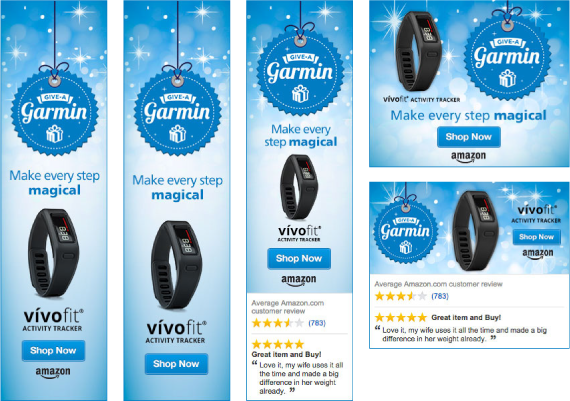 GIVE-A
Garmin
Make every step
magical
vívofit®
ACTIVITY TRACKER
Shop Now
amazon
GIVE-A
Garmin
Make every step
magical
vívofit®
ACTIVITY TRACKER
Shop Now
GIVE-A
Garmin
Make every
step magical
vívofit®
ACTIVITY TRACKER
Shop Now
amazon
Average Amazon.com
customer review
(783)
Great item and Buy!
“ Love it, my wife uses it all
the time and made a big
difference in her weight
already. ”
GIVE-A
Garmin
vívofit® ACTIVITY TRACKER
Make every step magical
Shop Now
amazon
GIVE-A
Garmin
vívofit®
ACTIVITY TRACKER
Shop Now
amazon
Average Amazon.com customer review
(783)
Great item and Buy!
“ Love it, my wife uses it all the time and made a big
difference in her weight already. ”